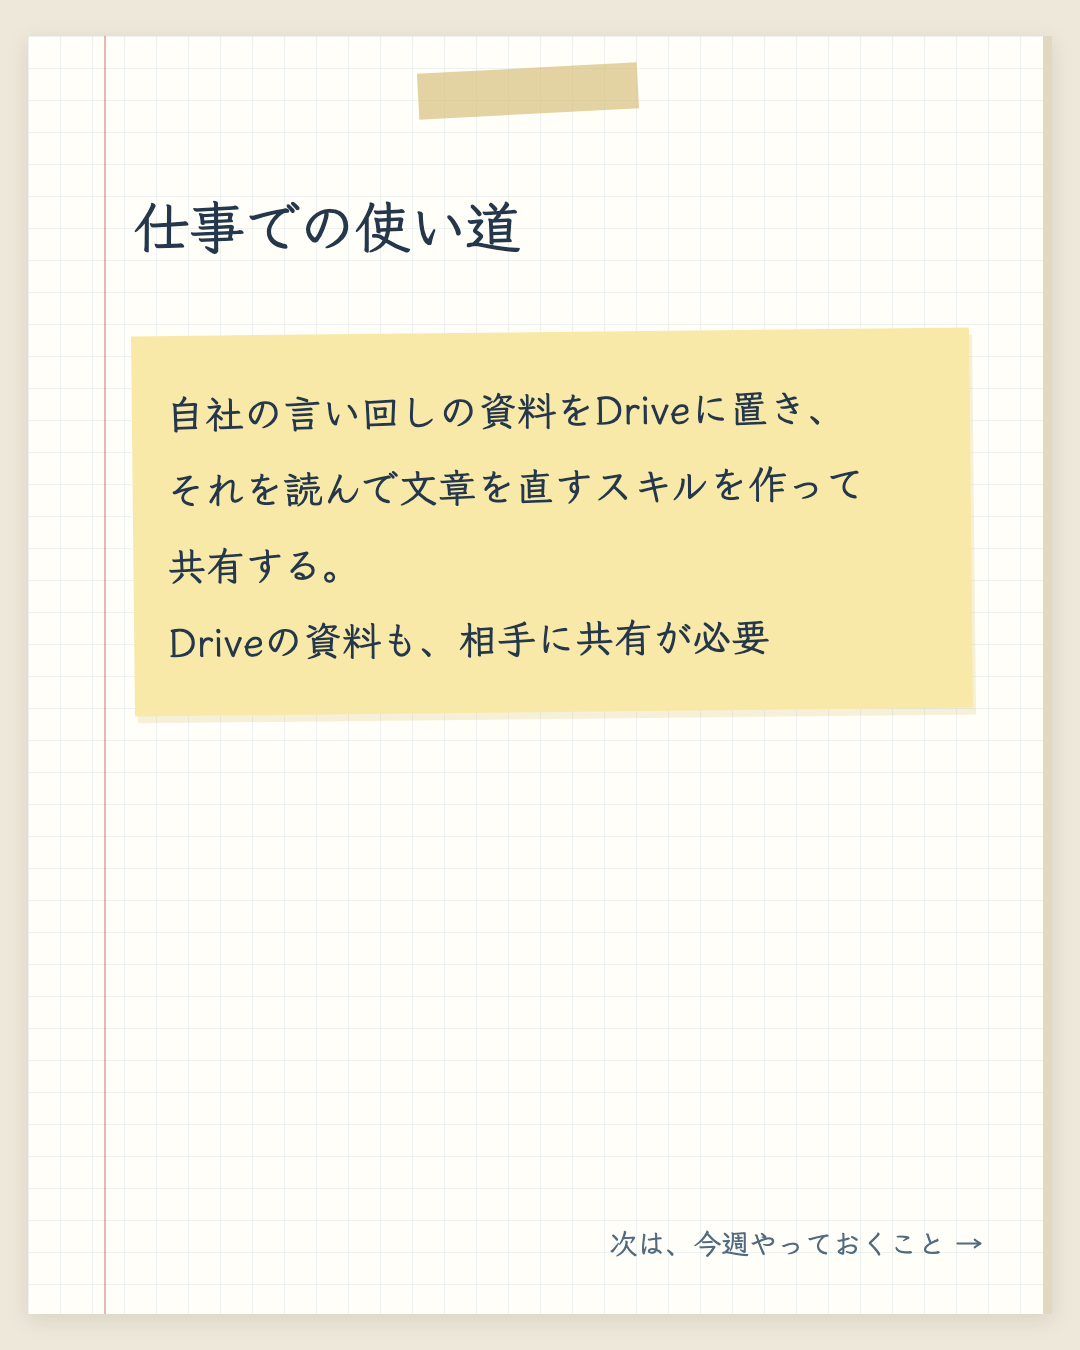 仕事での使い道
自社の言い回しの資料をDriveに置き、
それを読んで文章を直すスキルを作って
共有する。
Driveの資料も、相手に共有が必要
次は、今週やっておくこと →